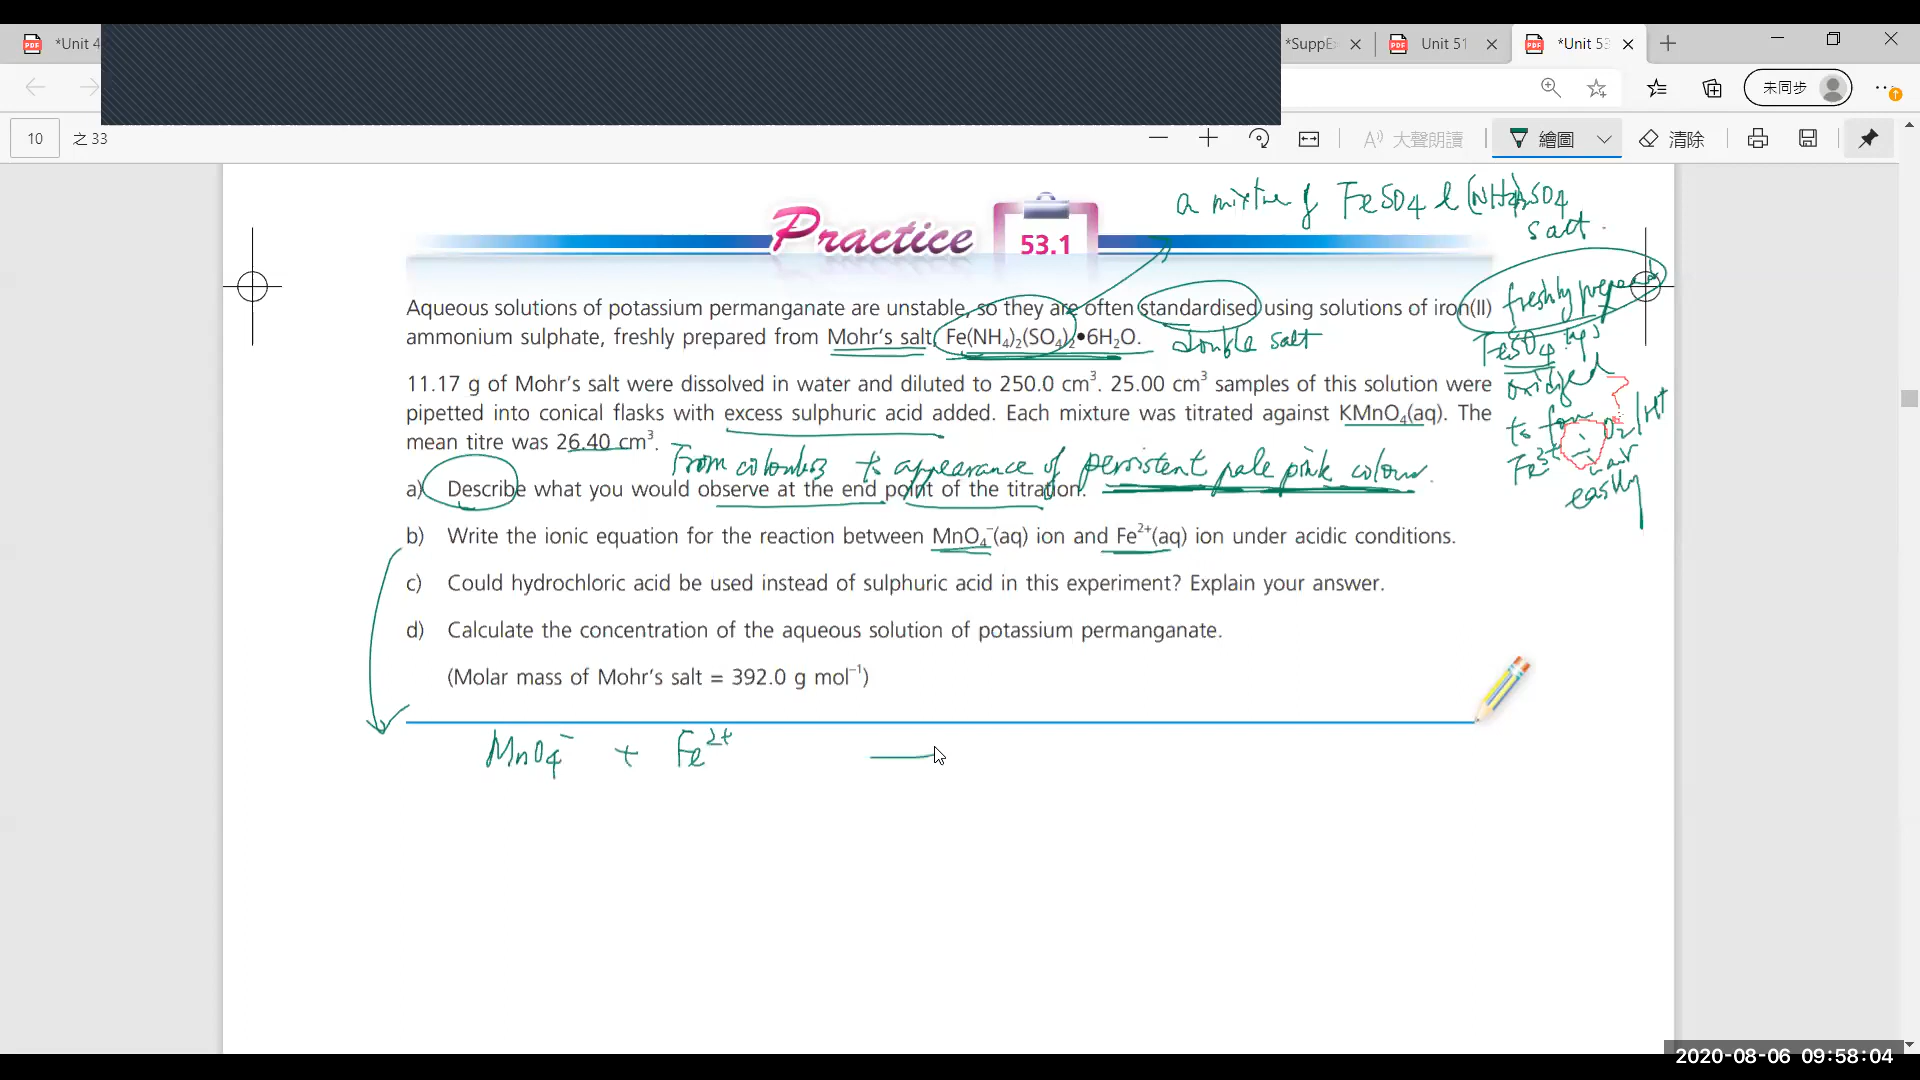 *Unit 4
*SuppEx
Unit 51
*Unit 53
未同步
10 之 33
大聲朗讀
繪圖
清除
a mixture of FeSO4 & (NH4)2SO4
salt.
Practice
53.1
freshly prepared
Aqueous solutions of potassium permanganate are unstable, so they are often standardised using solutions of iron(II)
ammonium sulphate, freshly prepared from Mohr's salt, Fe(NH₄)₂(SO₄)₂•6H₂O.
double salt
FeSO4
oxidized
to form O2/H+
Fe3+ in air
easily
11.17 g of Mohr's salt were dissolved in water and diluted to 250.0 cm³. 25.00 cm³ samples of this solution were
pipetted into conical flasks with excess sulphuric acid added. Each mixture was titrated against KMnO₄(aq). The
mean titre was 26.40 cm³.
From colourless to appearance of persistent pale pink colour.
a) Describe what you would observe at the end point of the titration.
b) Write the ionic equation for the reaction between MnO₄⁻(aq) ion and Fe²⁺(aq) ion under acidic conditions.
c) Could hydrochloric acid be used instead of sulphuric acid in this experiment? Explain your answer.
d) Calculate the concentration of the aqueous solution of potassium permanganate.
(Molar mass of Mohr's salt = 392.0 g mol⁻¹)
MnO4⁻ + Fe²⁺
2020-08-06 09:58:04